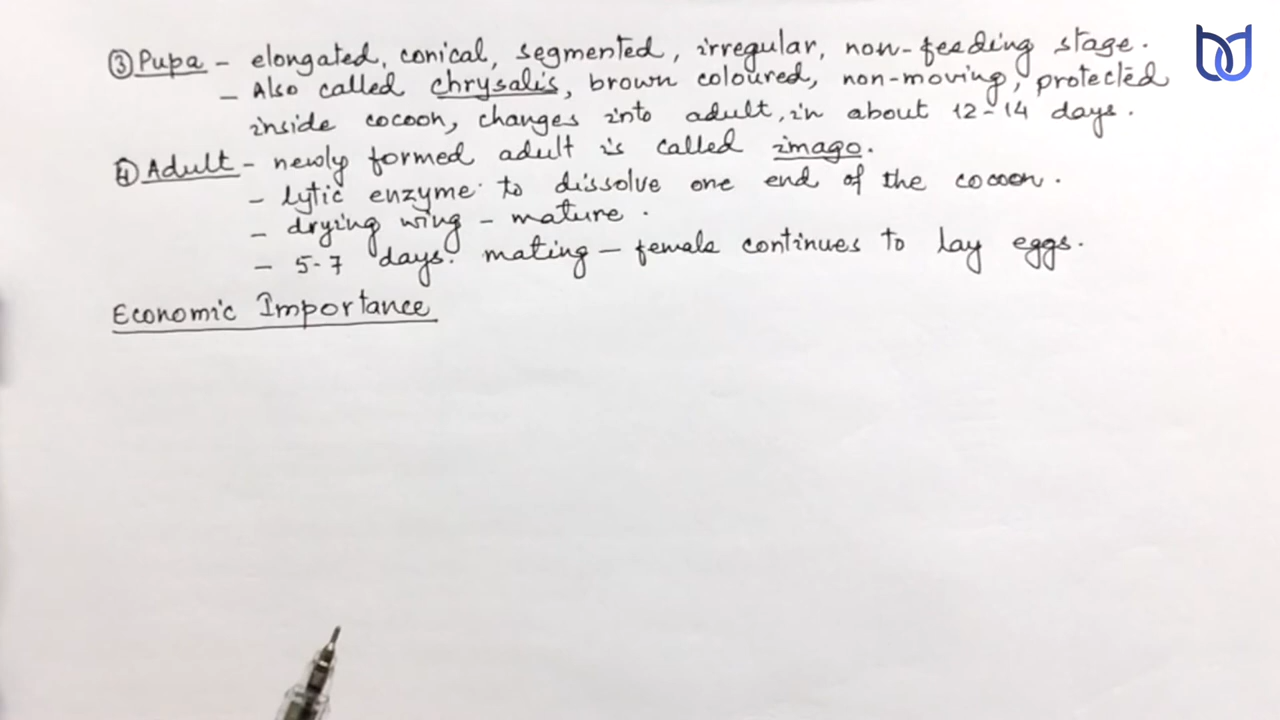 ③ Pupa - elongated, conical, segmented, irregular, non-feeding stage.
- Also called chrysalis, brown coloured, non-moving, protected
inside cocoon, changes into adult, in about 12-14 days.
④ Adult - newly formed adult is called imago.
- lytic enzyme to dissolve one end of the cocoon.
- drying wing - mature.
- 5-7 days. mating - female continues to lay eggs.
Economic Importance